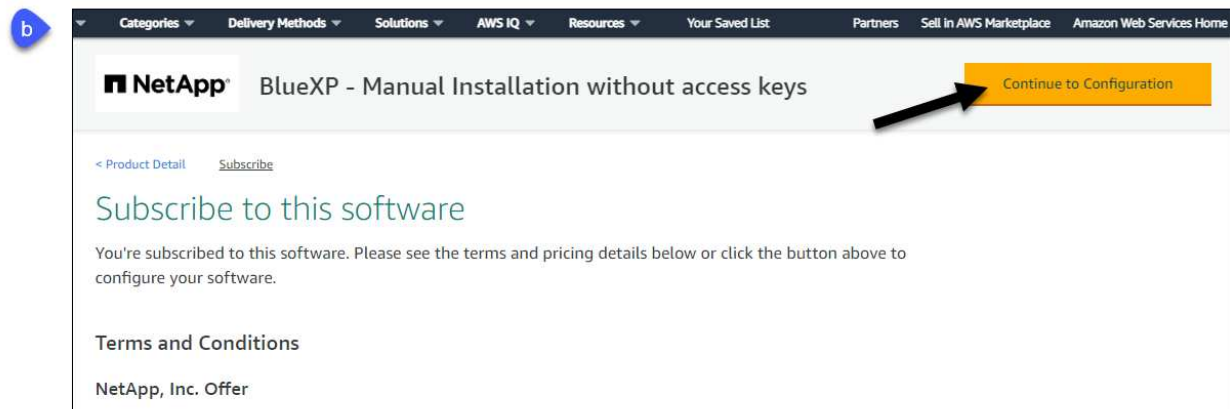 b
Categories Delivery Methods Solutions AWS IQ Resources Your Saved List Partners Sell in AWS Marketplace Amazon Web Services Home
NetApp® BlueXP - Manual Installation without access keys Continue to Configuration
< Product Detail Subscribe
Subscribe to this software
You're subscribed to this software. Please see the terms and pricing details below or click the button above to
configure your software.
Terms and Conditions
NetApp, Inc. Offer